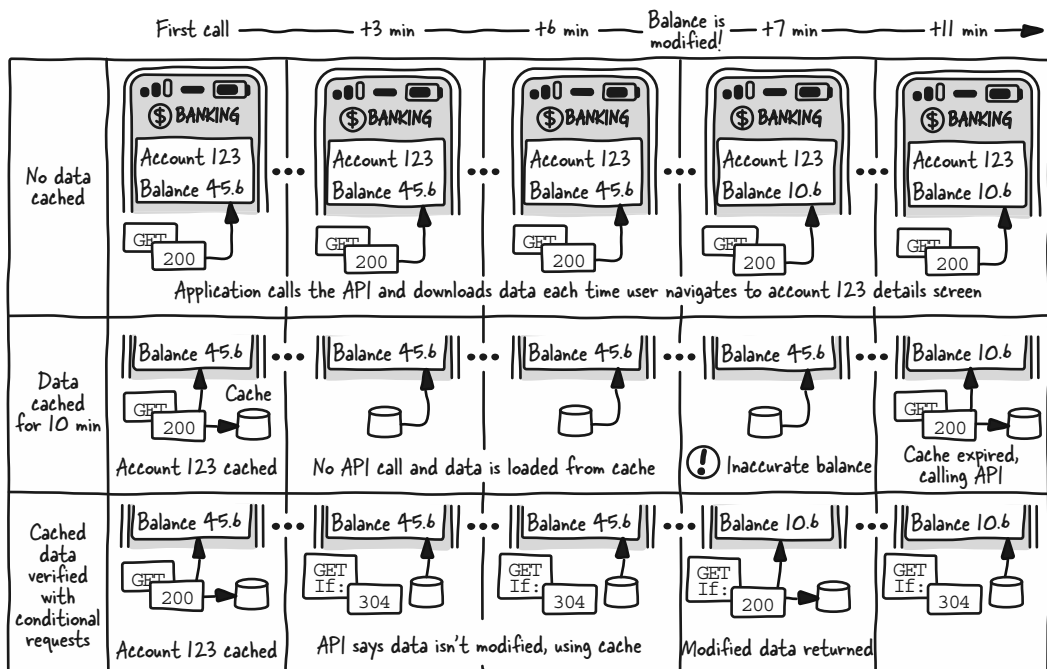 First call
+3 min
+6 min
Balance is
modified!
+7 min
+11 min
No data
cached
$ BANKING
Account 123
Balance 45.6
GET
200
$ BANKING
Account 123
Balance 45.6
GET
200
$ BANKING
Account 123
Balance 45.6
GET
200
$ BANKING
Account 123
Balance 10.6
GET
200
$ BANKING
Account 123
Balance 10.6
GET
200
Application calls the API and downloads data each time user navigates to account 123 details screen
Data
cached
for 10 min
Balance 45.6
GET
200
Cache
Account 123 cached
Balance 45.6
Balance 45.6
No API call and data is loaded from cache
Balance 45.6
! Inaccurate balance
Balance 10.6
GET
200
Cache expired,
calling API
Cached
data
verified
with
conditional
requests
Balance 45.6
GET
200
Account 123 cached
Balance 45.6
GET
If:
304
Balance 45.6
GET
If:
304
API says data isn't modified, using cache
Balance 10.6
GET
If:
200
Modified data returned
Balance 10.6
GET
If:
304